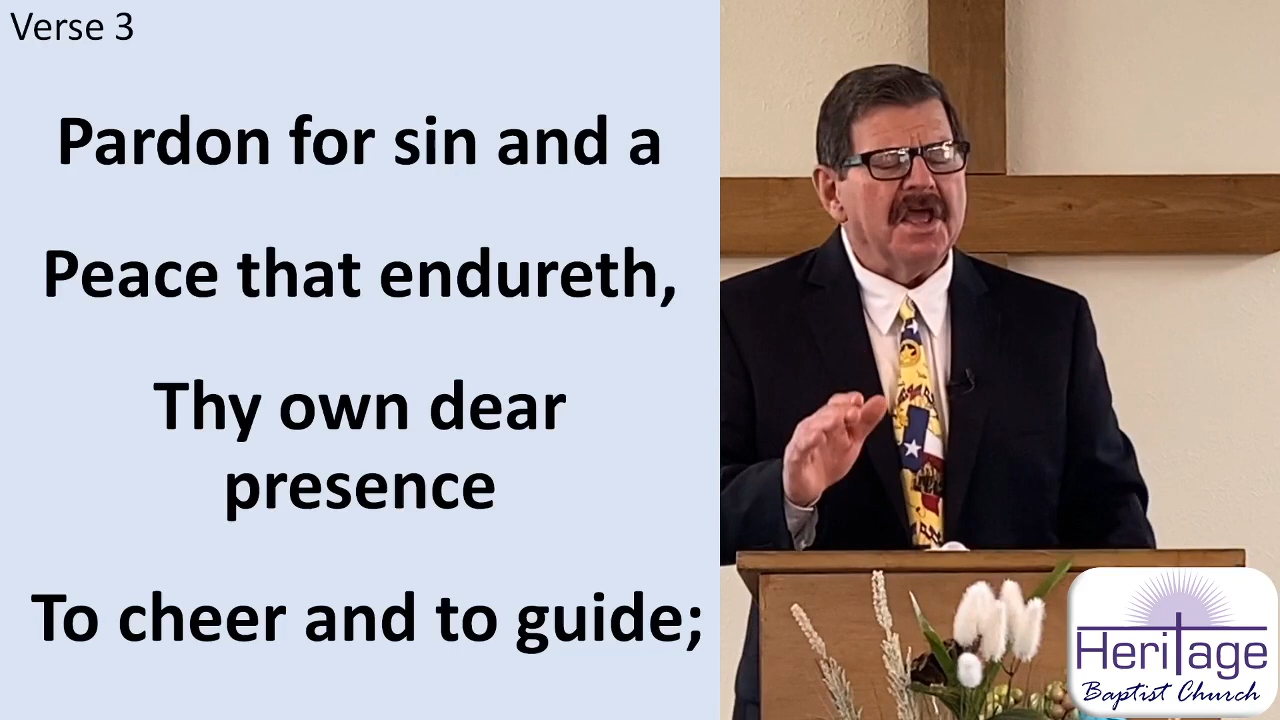 Verse 3
Pardon for sin and a
Peace that endureth,
Thy own dear
presence
To cheer and to guide;
Heritage
Baptist Church